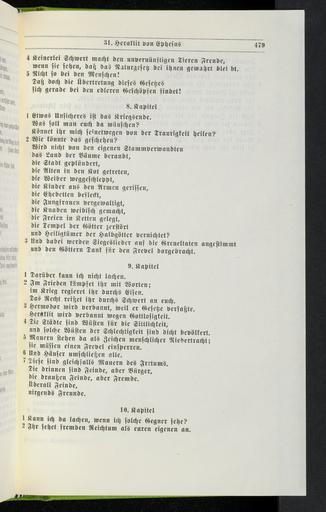 31. Heraklit von Ephesus 479
4 Keinerlei Schwert macht den unvernünftigen Tieren Freude,
wenn sie sehen, daß das Naturgesetz bei ihnen gewahrt bleibt.
5 Nicht so bei den Menschen!
Daß doch die Übertretung dieses Gesetzes
sich gerade bei den edleren Geschöpfen findet!
8. Kapitel
1 Etwas Unsicheres ist das Kriegsende.
Was soll man euch da wünschen?
Könnet ihr mich seinetwegen von der Traurigkeit heilen?
2 Wie könnte das geschehen?
Wird nicht von den eigenen Stammverwandten
das Land der Bäume beraubt,
die Stadt geplündert,
die Alten in den Kot getreten,
die Weiber weggeschleppt,
die Kinder aus den Armen gerissen,
die Ehebetten befleckt,
die Jungfrauen vergewaltigt,
die Knaben weibisch gemacht,
die Freien in Ketten gelegt,
die Tempel der Götter zerstört
und Heiligtümer der Halbgötter vernichtet?
3 Und dabei werden Siegeslieder auf die Greueltaten angestimmt
und den Göttern Dank für den Frevel dargebracht.
9. Kapitel
1 Darüber kann ich nicht lachen.
2 Im Frieden kämpfet ihr mit Worten;
im Krieg regieret ihr durchs Eisen.
Das Recht reißet ihr durchs Schwert an euch.
3 Hermodor wird verbannt, weil er Gesetze verfaßte.
Heraklit wird verbannt wegen Gottlosigkeit.
4 Die Städte sind Wüsten für die Sittlichkeit,
und solche Wüsten der Schlechtigkeit sind dicht bevölkert.
5 Mauern stehen da als Zeichen menschlicher Niedertracht;
sie müssen einen Frevel einsperren.
6 Und Häuser umschließen alle.
7 Diese sind gleichfalls Mauern des Irrtums.
Die drinnen sind Feinde, aber Bürger,
die draußen Feinde, aber Fremde.
Überall Feinde,
nirgends Freunde.
10. Kapitel
1 Kann ich da lachen, wenn ich solche Gegner sehe?
2 Ihr sehet fremden Reichtum als euren eigenen an.